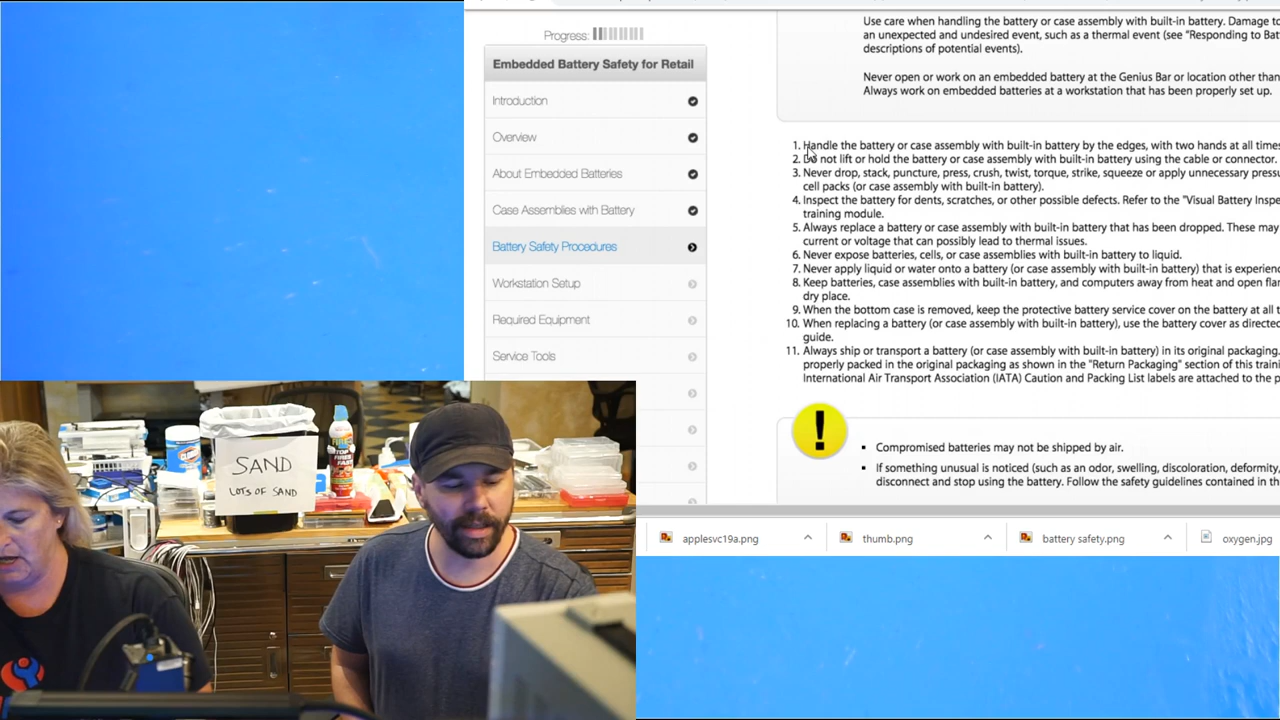 Progress:
Embedded Battery Safety for Retail
Introduction
Overview
About Embedded Batteries
Case Assemblies with Battery
Battery Safety Procedures
Workstation Setup
Required Equipment
Service Tools
Use care when handling the battery or case assembly with built-in battery. Damage to
an unexpected and undesired event, such as a thermal event (see "Responding to Bat
descriptions of potential events).
Never open or work on an embedded battery at the Genius Bar or location other than
Always work on embedded batteries at a workstation that has been properly set up.
1. Handle the battery or case assembly with built-in battery by the edges, with two hands at all times
2. Do not lift or hold the battery or case assembly with built-in battery using the cable or connector.
3. Never drop, stack, puncture, press, crush, twist, torque, strike, squeeze or apply unnecessary pressu
cell packs (or case assembly with built-in battery).
4. Inspect the battery for dents, scratches, or other possible defects. Refer to the "Visual Battery Inspe
training module.
5. Always replace a battery or case assembly with built-in battery that has been dropped. These may
current or voltage that can possibly lead to thermal issues.
6. Never expose batteries, cells, or case assemblies with built-in battery to liquid.
7. Never apply liquid or water onto a battery (or case assembly with built-in battery) that is experienc
8. Keep batteries, case assemblies with built-in battery, and computers away from heat and open flar
dry place.
9. When the bottom case is removed, keep the protective battery service cover on the battery at all t
10. When replacing a battery (or case assembly with built-in battery), use the battery cover as directed
guide.
11. Always ship or transport a battery (or case assembly with built-in battery) in its original packaging.
properly packed in the original packaging as shown in the "Return Packaging" section of this traini
International Air Transport Association (IATA) Caution and Packing List labels are attached to the p
!
Compromised batteries may not be shipped by air.
If something unusual is noticed (such as an odor, swelling, discoloration, deformity,
disconnect and stop using the battery. Follow the safety guidelines contained in th
applesvc19a.png
thumb.png
battery safety.png
oxygen.jpg
SAND
LOTS OF SAND
FIRE
STOP
FIRES
FAST